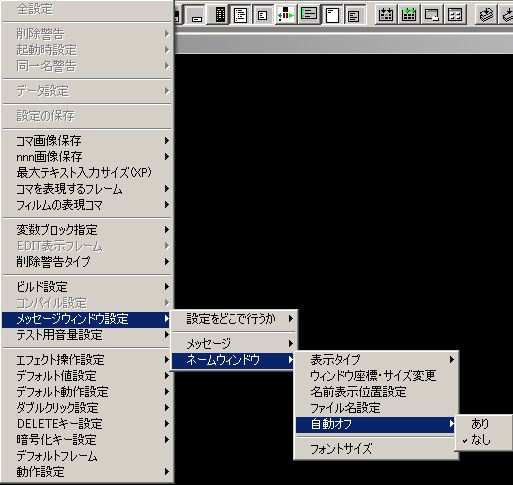 全設定
削除警告
起動時設定
同一名警告
データ設定
設定の保存
コマ画像保存
nnn画像保存
最大テキスト入力サイズ(XP)
コマを表現するフレーム
フィルムの表現コマ
変数ブロック指定
EDIT表示フレーム
削除警告タイプ
ビルド設定
コンパイル設定
メッセージウィンドウ設定
テスト用音量設定
エフェクト操作設定
デフォルト値設定
デフォルト動作設定
ダブルクリック設定
DELETEキー設定
暗号化キー設定
デフォルトフレーム
動作設定
設定をどこで行うか
メッセージ
ネームウィンドウ
表示タイプ
ウィンドウ座標・サイズ変更
名前表示位置設定
ファイル名設定
自動オフ
フォントサイズ
あり
なし